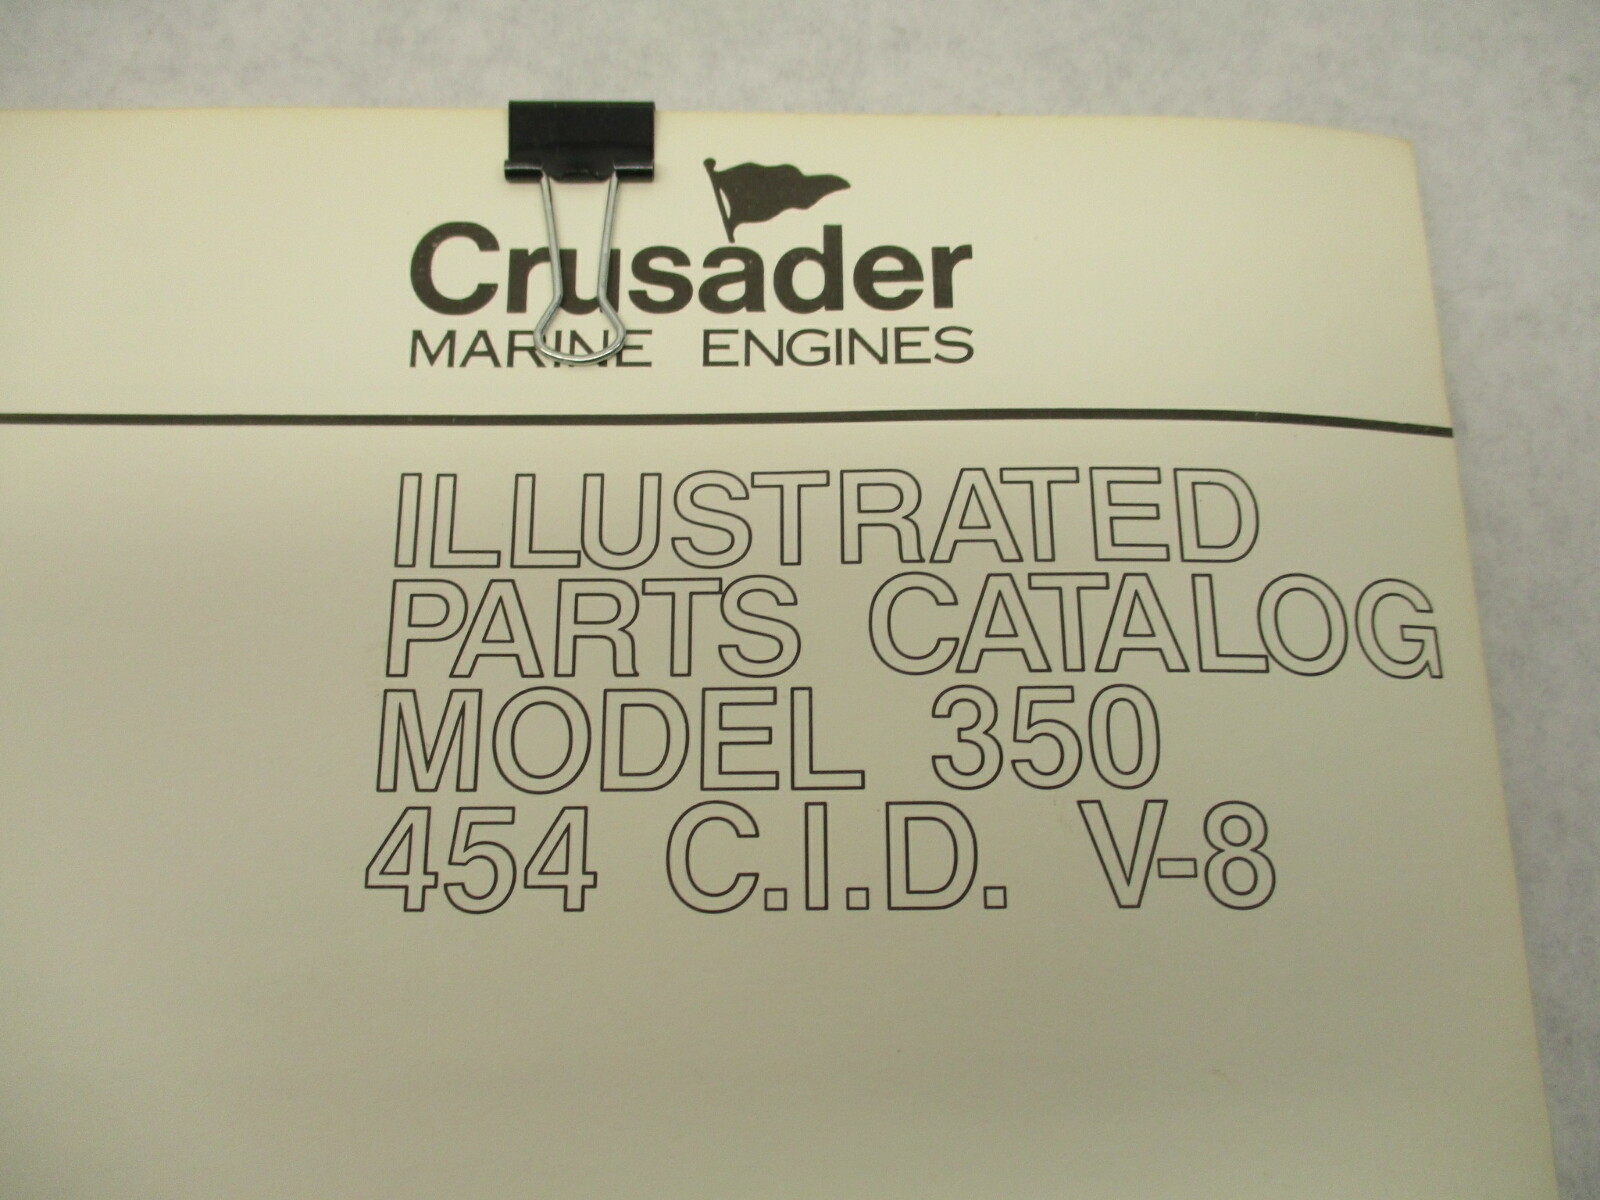 Crusader
MARINE ENGINES
ILLUSTRATED
PARTS CATALOG
MODEL 350
454 C.I.D. V-8